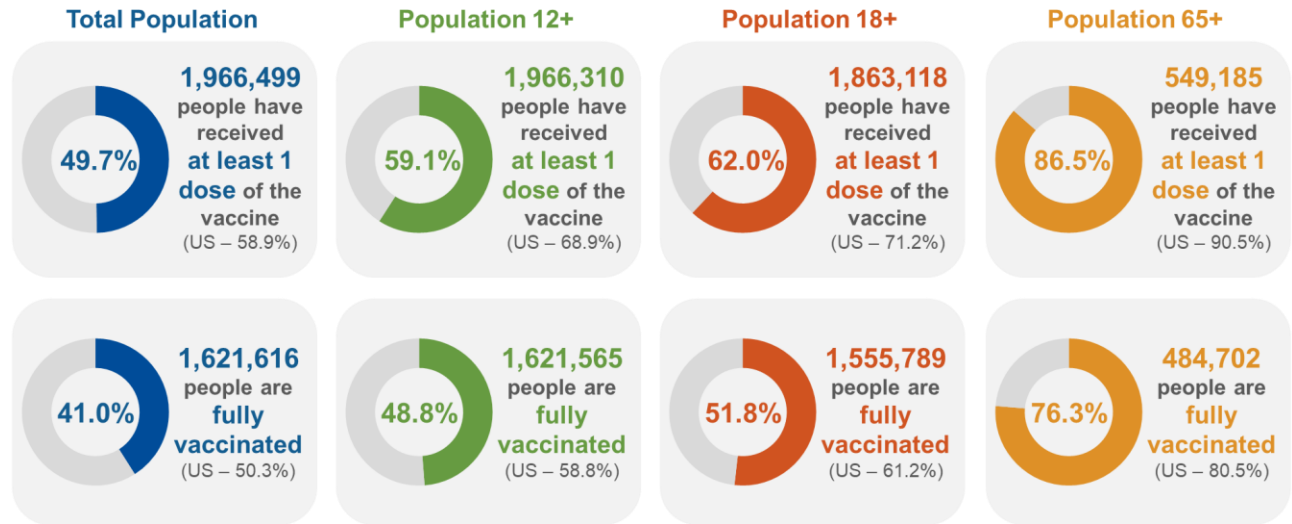 Total Population
Population 12+
Population 18+
Population 65+
49.7%
1,966,499
people have
received
at least 1
dose of the
vaccine
(US – 58.9%)
59.1%
1,966,310
people have
received
at least 1
dose of the
vaccine
(US – 68.9%)
62.0%
1,863,118
people have
received
at least 1
dose of the
vaccine
(US – 71.2%)
86.5%
549,185
people have
received
at least 1
dose of the
vaccine
(US – 90.5%)
41.0%
1,621,616
people are
fully
vaccinated
(US – 50.3%)
48.8%
1,621,565
people are
fully
vaccinated
(US – 58.8%)
51.8%
1,555,789
people are
fully
vaccinated
(US – 61.2%)
76.3%
484,702
people are
fully
vaccinated
(US – 80.5%)